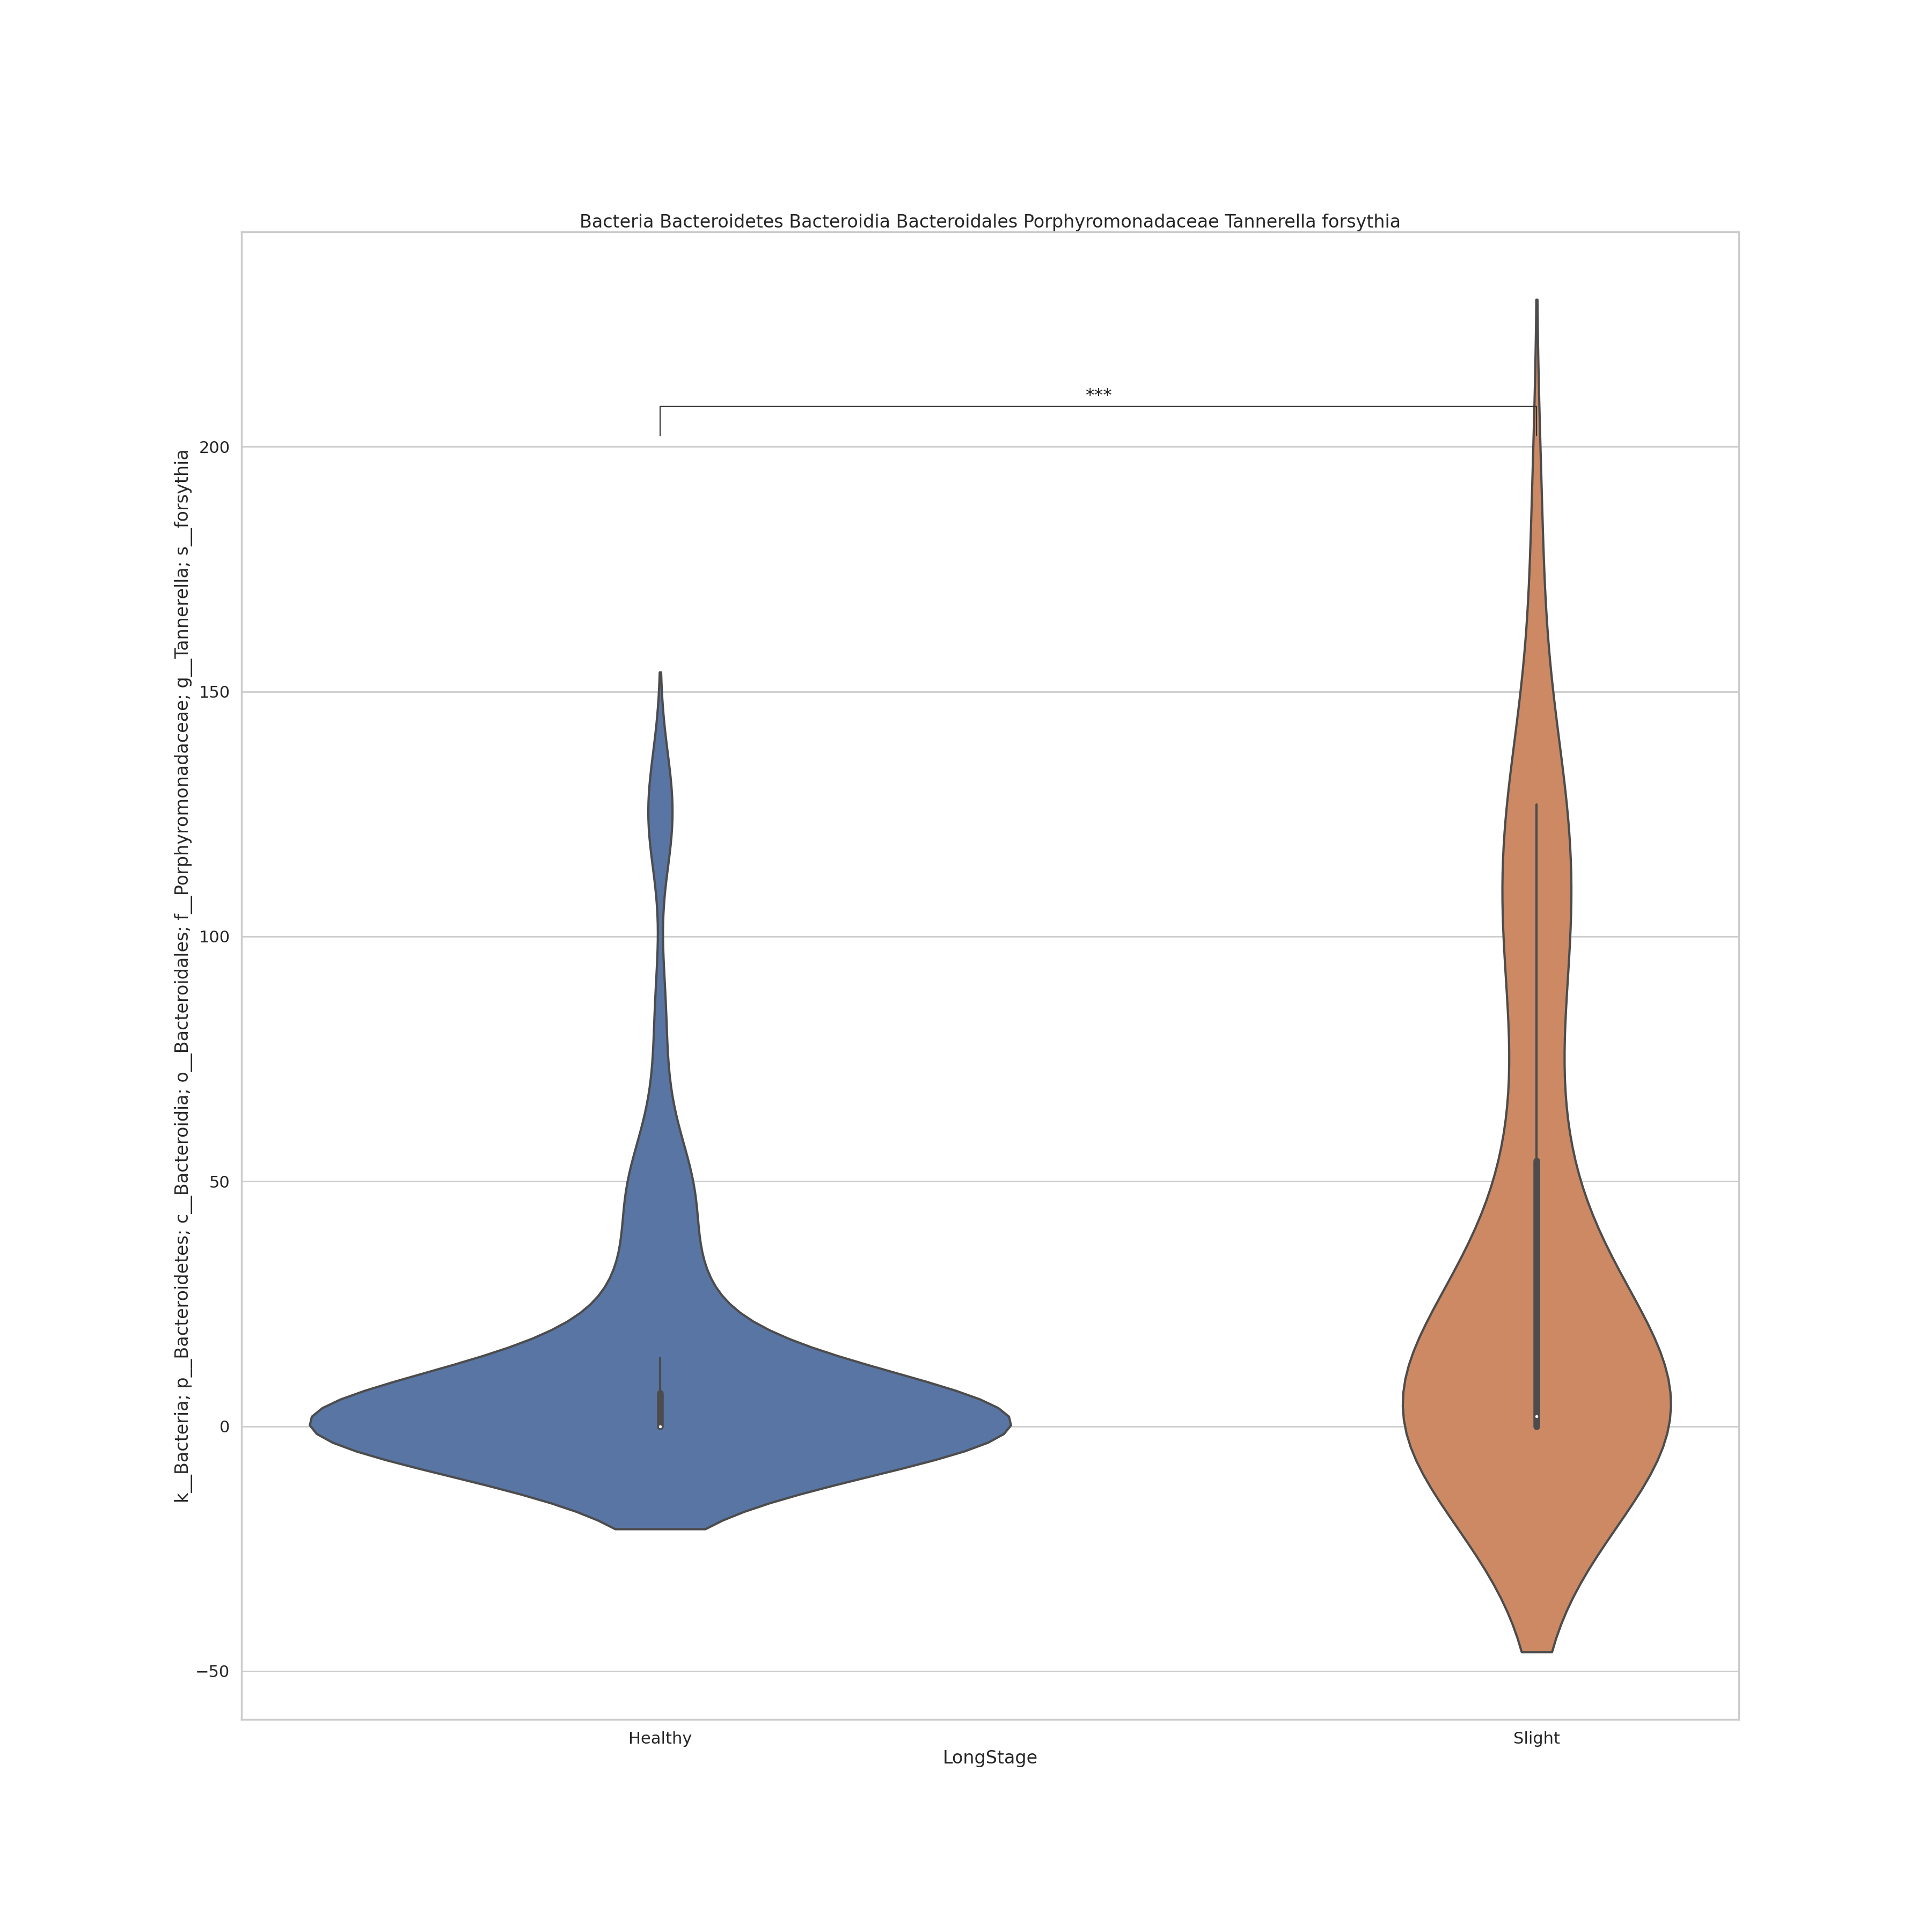 Bacteria Bacteroidetes Bacteroidia Bacteroidales Porphyromonadaceae Tannerella forsythia
k__Bacteria; p__Bacteroidetes; c__Bacteroidia; o__Bacteroidales; f__Porphyromonadaceae; g__Tannerella; s__forsythia
***
200
150
100
50
0
−50
Healthy
Slight
LongStage